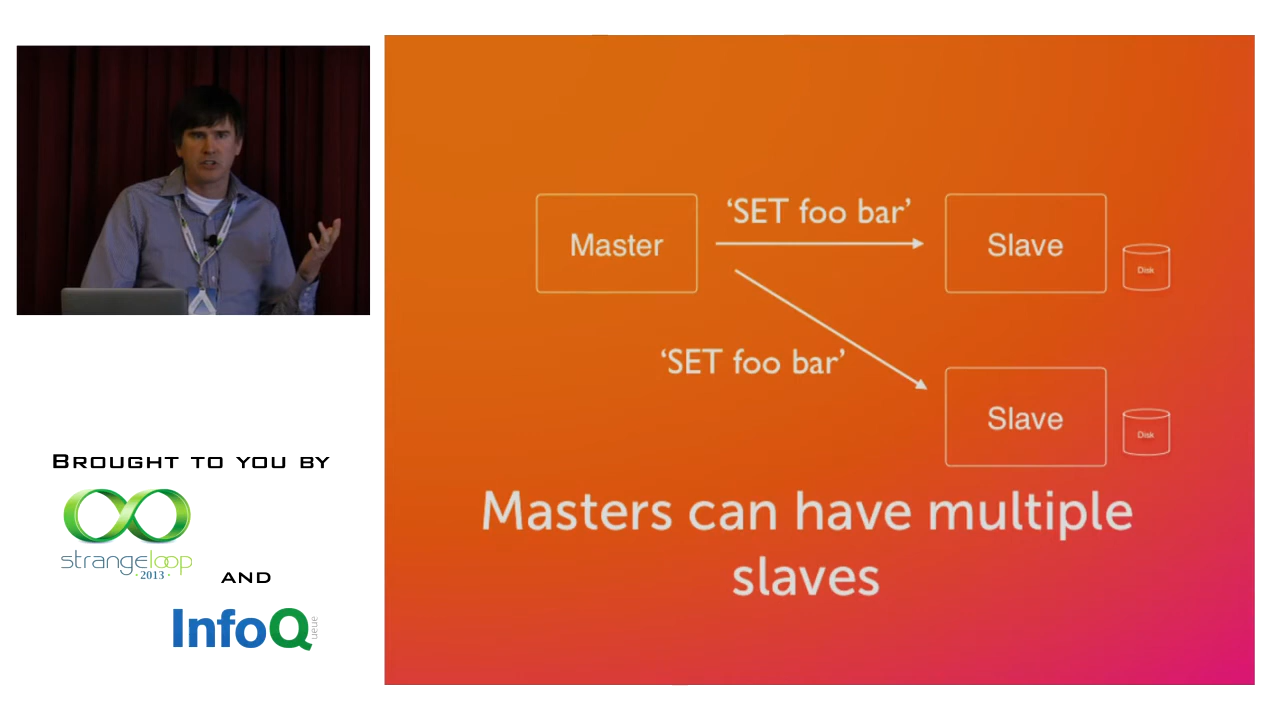 ‘SET foo bar’
Master
Slave
Disk
‘SET foo bar’
Slave
Disk
Masters can have multiple
slaves
BROUGHT TO YOU BY
strangeloop
·2013·
AND
InfoQ
ueue